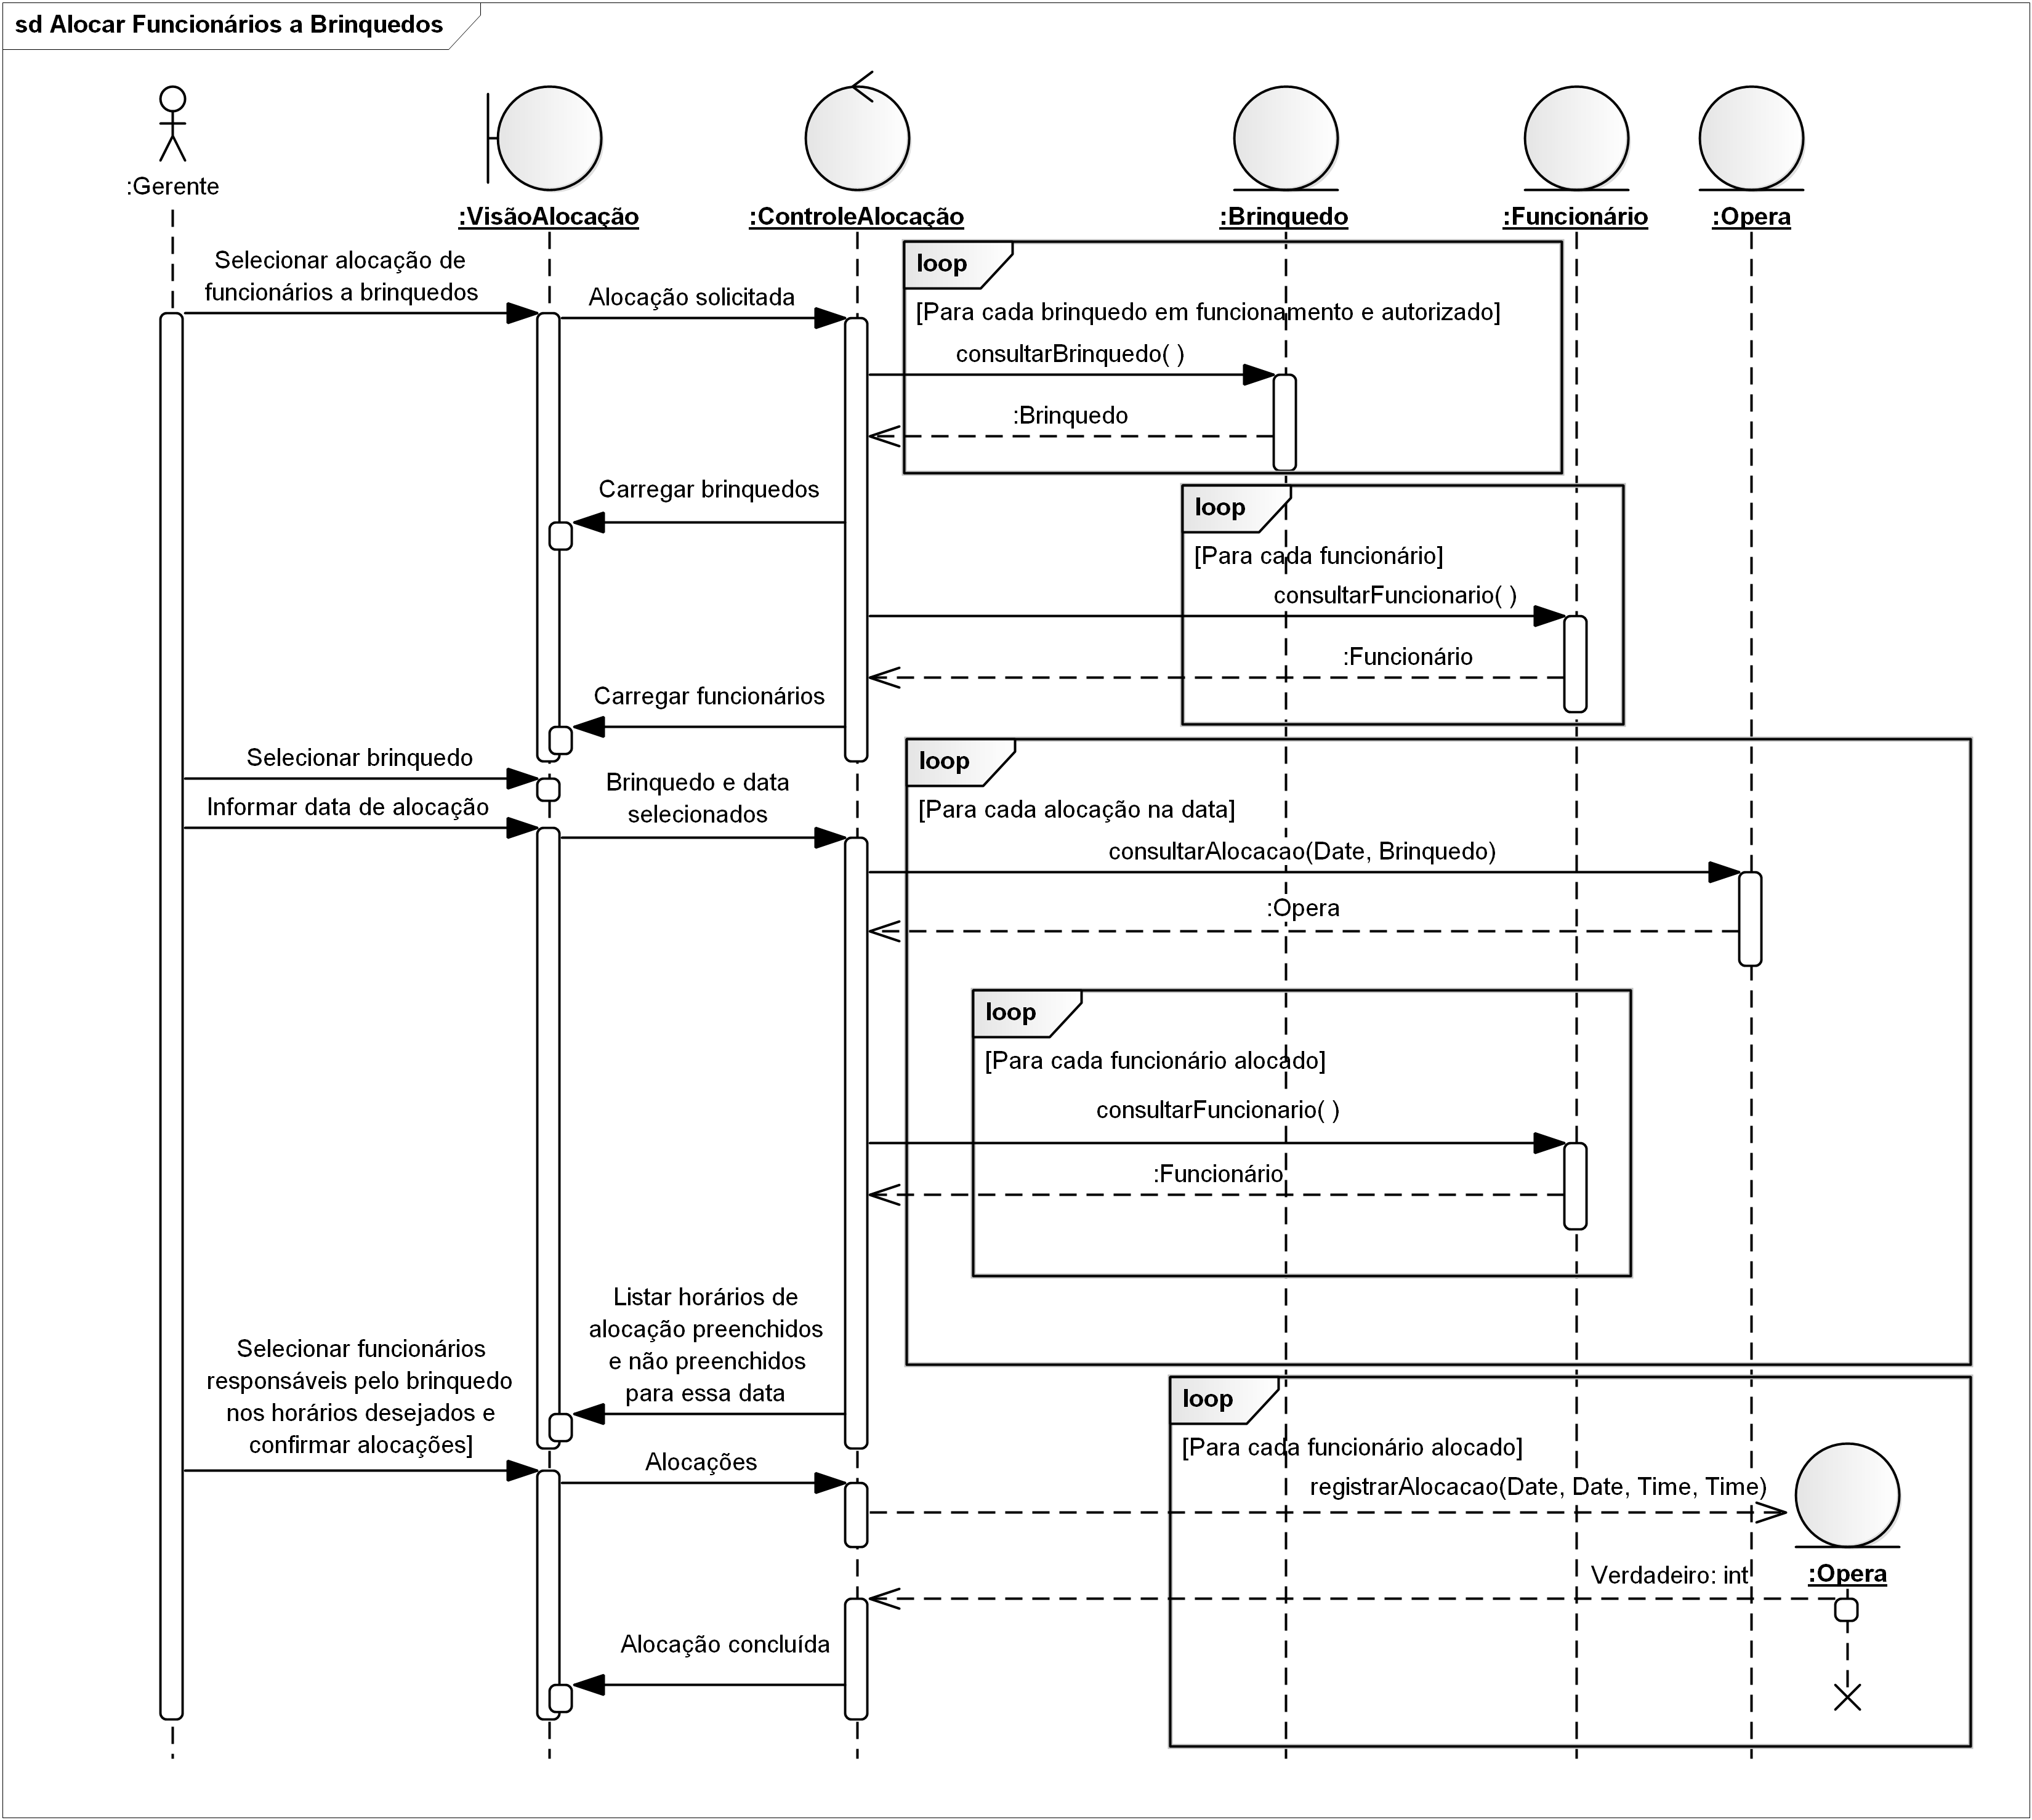 sd Alocar Funcionários a Brinquedos
:Gerente
:VisãoAlocação
:ControleAlocação
:Brinquedo
:Funcionário
:Opera
Selecionar alocação de
funcionários a brinquedos
Alocação solicitada
loop
[Para cada brinquedo em funcionamento e autorizado]
consultarBrinquedo( )
:Brinquedo
Carregar brinquedos
loop
[Para cada funcionário]
consultarFuncionario( )
:Funcionário
Carregar funcionários
Selecionar brinquedo
Informar data de alocação
Brinquedo e data
selecionados
loop
[Para cada alocação na data]
consultarAlocacao(Date, Brinquedo)
:Opera
loop
[Para cada funcionário alocado]
consultarFuncionario( )
:Funcionário
Listar horários de
alocação preenchidos
e não preenchidos
para essa data
Selecionar funcionários
responsáveis pelo brinquedo
nos horários desejados e
confirmar alocações]
Alocações
loop
[Para cada funcionário alocado]
registrarAlocacao(Date, Date, Time, Time)
:Opera
Verdadeiro: int
Alocação concluída